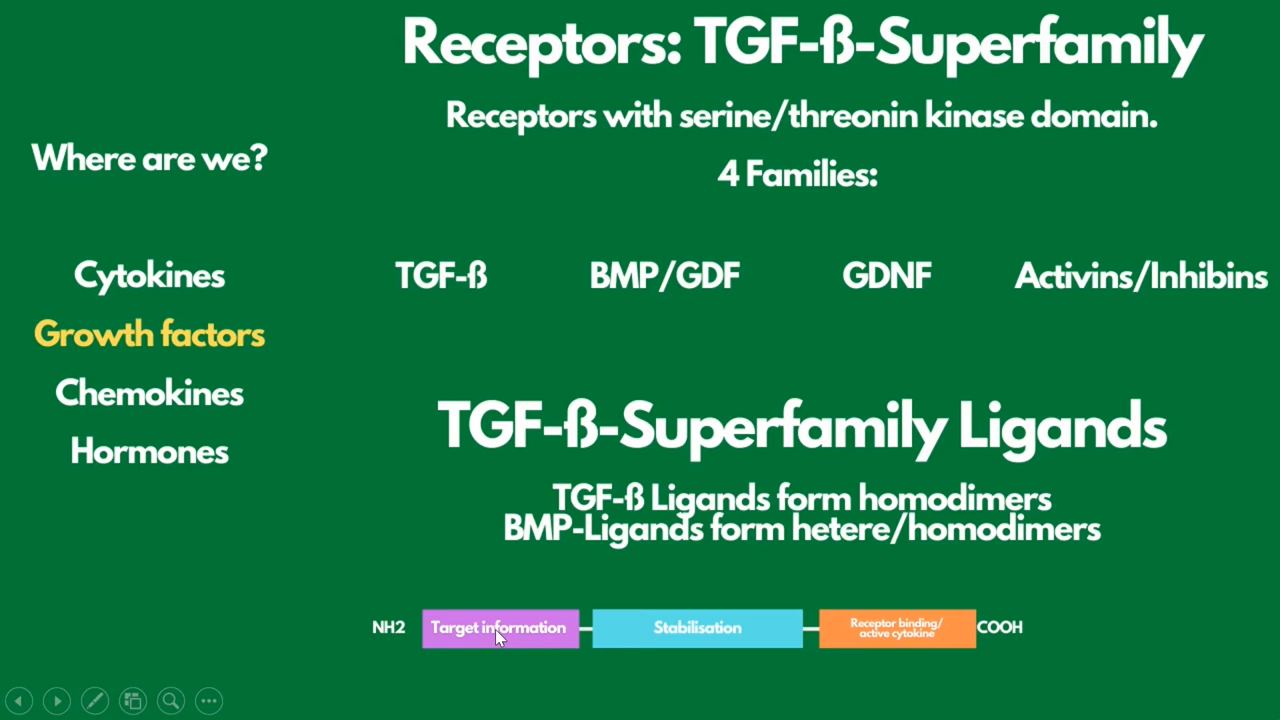 Receptors: TGF-ß-Superfamily
Receptors with serine/threonin kinase domain.
4 Families:
Where are we?
Cytokines
Growth factors
Chemokines
Hormones
TGF-ß
BMP/GDF
GDNF
Activins/Inhibins
TGF-ß-Superfamily Ligands
TGF-ß Ligands form homodimers
BMP-Ligands form hetere/homodimers
NH2
Target information
Stabilisation
Receptor binding/
active cytokine
COOH